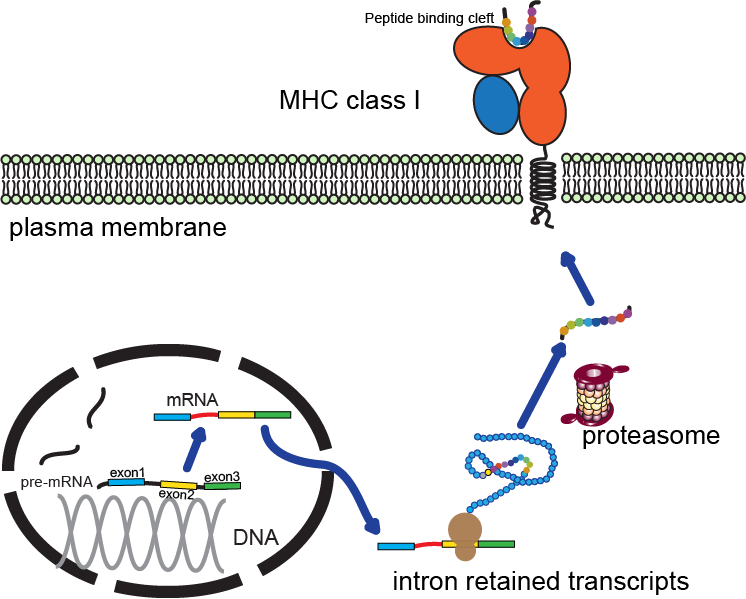 Peptide binding cleft
MHC class I
plasma membrane
mRNA
pre-mRNA
exon1
exon2
exon3
DNA
proteasome
intron retained transcripts